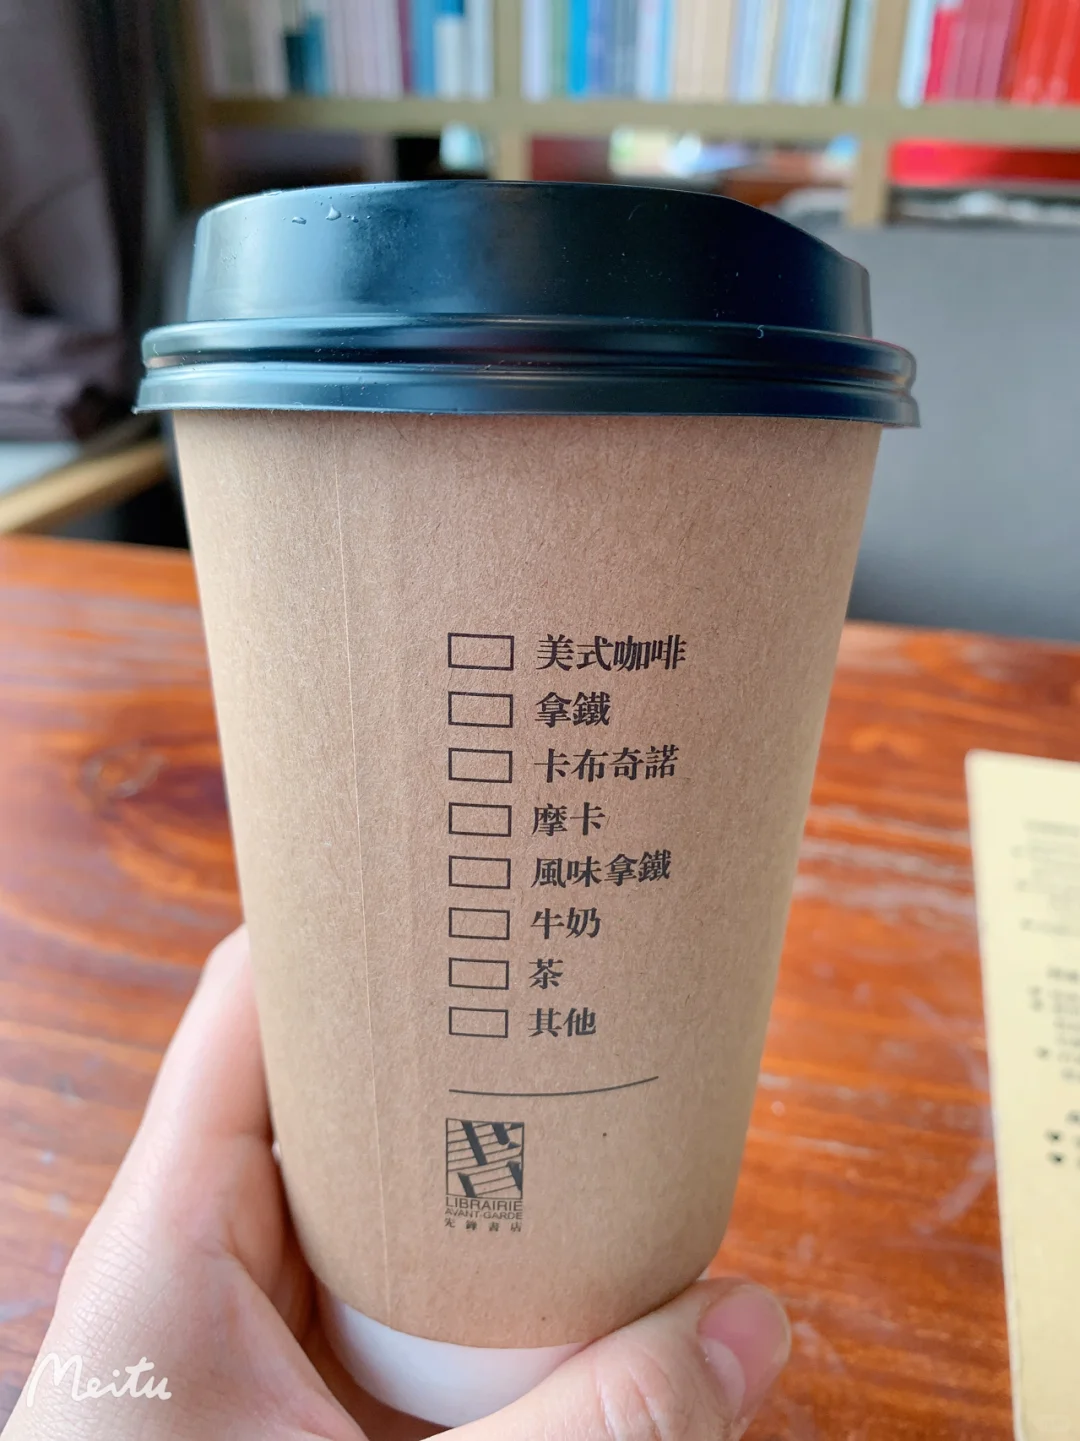 美式咖啡
拿鐵
卡布奇諾
摩卡
風味拿鐵
牛奶
茶
其他
LIBRAIRIE
AVANT-GARDE
先鋒書店
Meitu